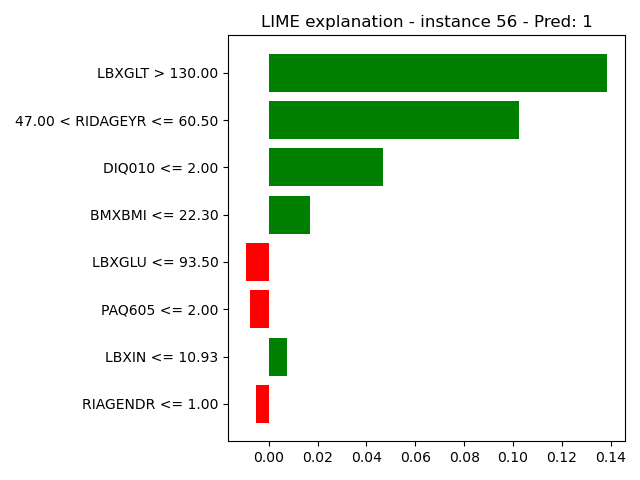 LIME explanation - instance 56 - Pred: 1
LBXGLT > 130.00
47.00 < RIDAGEYR <= 60.50
DIQ010 <= 2.00
BMXBMI <= 22.30
LBXGLU <= 93.50
PAQ605 <= 2.00
LBXIN <= 10.93
RIAGENDR <= 1.00
0.00 0.02 0.04 0.06 0.08 0.10 0.12 0.14